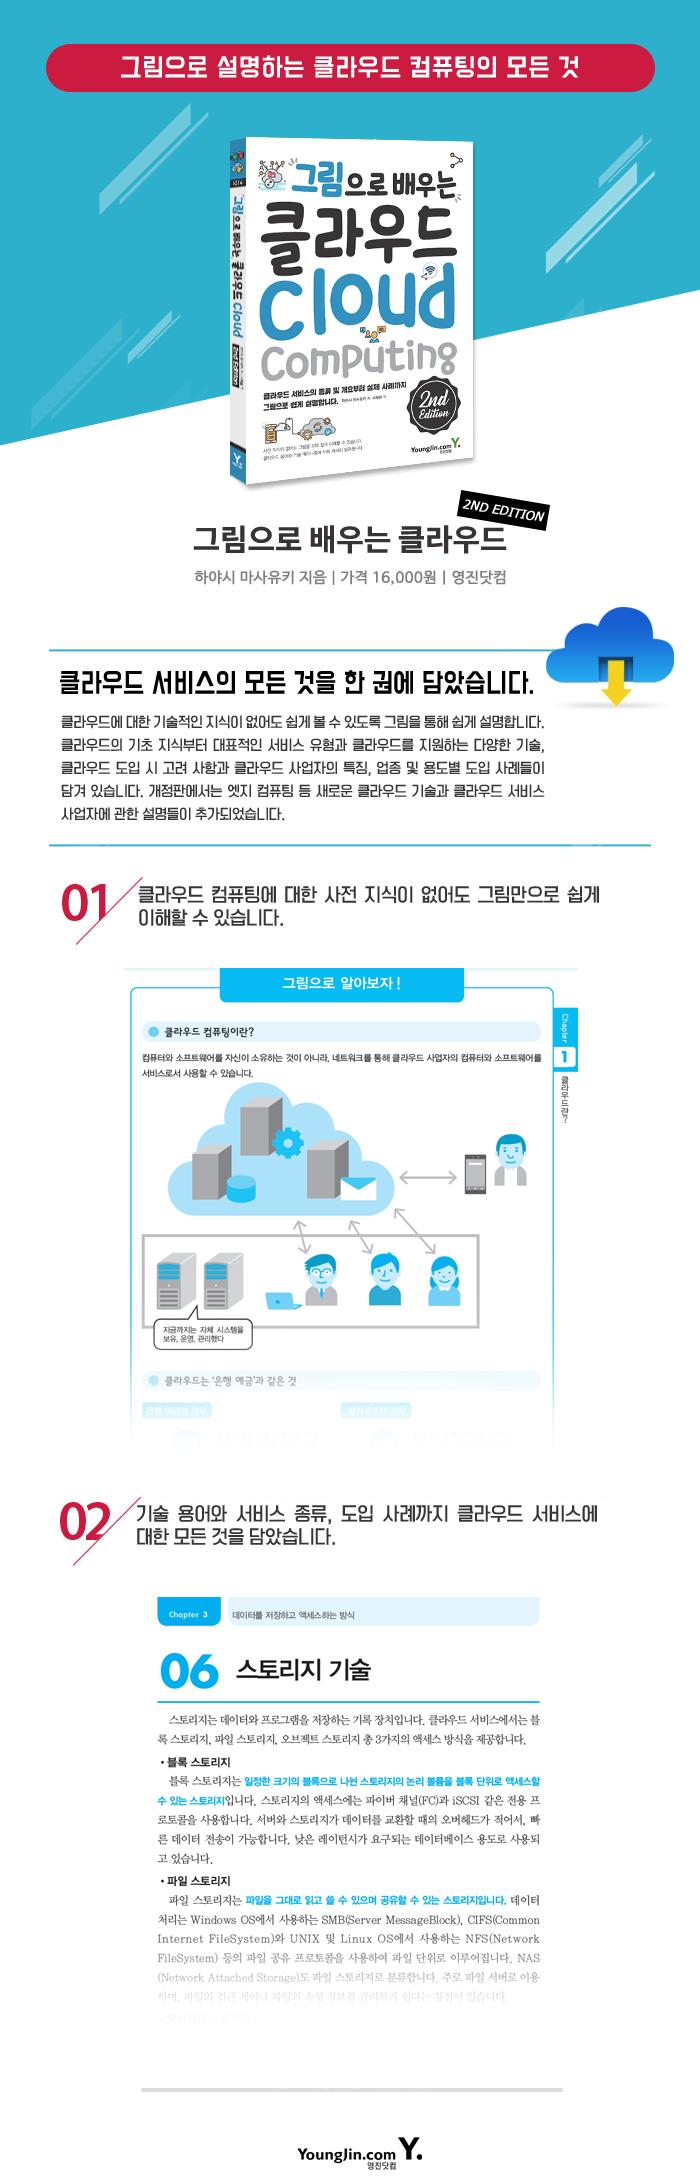 그림으로 설명하는 클라우드 컴퓨팅의 모든 것
그림으로 배우는
클라우드
Cloud
Computing
클라우드 서비스의 종류 및 개요부터 실제 사례까지
그림으로 쉽게 설명합니다.
2nd
Edition
YoungJin.com Y.
영진닷컴
그림으로 배우는 클라우드 Cloud
2ND EDITION
그림으로 배우는 클라우드
하야시 마사유키 지음 | 가격 16,000원 | 영진닷컴
클라우드 서비스의 모든 것을 한 권에 담았습니다.
클라우드에 대한 기술적인 지식이 없어도 쉽게 볼 수 있도록 그림을 통해 쉽게 설명합니다.
클라우드의 기초 지식부터 대표적인 서비스 유형과 클라우드를 지원하는 다양한 기술,
클라우드 도입 시 고려 사항과 클라우드 사업자의 특징, 업종 및 용도별 도입 사례들이
담겨 있습니다. 개정판에서는 엣지 컴퓨팅 등 새로운 클라우드 기술과 클라우드 서비스
사업자에 관한 설명들이 추가되었습니다.
01 클라우드 컴퓨팅에 대한 사전 지식이 없어도 그림만으로 쉽게
이해할 수 있습니다.
그림으로 알아보자!
클라우드 컴퓨팅이란?
컴퓨터와 소프트웨어를 자신이 소유하는 것이 아니라, 네트워크를 통해 클라우드 사업자의 컴퓨터와 소프트웨어를
서비스로서 사용할 수 있습니다.
Chapter
1
클라우드란?
지금까지는 자체 시스템을
보유, 운영, 관리했다
클라우드는 '은행 예금'과 같은 것
은행 예금의 경우
클라우드의 경우
02 기술 용어와 서비스 종류, 도입 사례까지 클라우드 서비스에
대한 모든 것을 담았습니다.
Chapter 3 데이터를 저장하고 액세스하는 방식
06 스토리지 기술
스토리지는 데이터와 프로그램을 저장하는 기록 장치입니다. 클라우드 서비스에서는 블
록 스토리지, 파일 스토리지, 오브젝트 스토리지 총 3가지의 액세스 방식을 제공합니다.
• 블록 스토리지
블록 스토리지는 일정한 크기의 블록으로 나뉜 스토리지의 논리 볼륨을 블록 단위로 액세스할
수 있는 스토리지입니다. 스토리지의 액세스에는 파이버 채널(FC)과 iSCSI 같은 전용 프
로토콜을 사용합니다. 서버와 스토리지가 데이터를 교환할 때의 오버헤드가 적어서, 빠
른 데이터 전송이 가능합니다. 낮은 레이턴시가 요구되는 데이터베이스 용도로 사용되
고 있습니다.
• 파일 스토리지
파일 스토리지는 파일을 그대로 읽고 쓸 수 있으며 공유할 수 있는 스토리지입니다. 데이터
처리는 Windows OS에서 사용하는 SMB(Server MessageBlock), CIFS(Common
Internet FileSystem)와 UNIX 및 Linux OS에서 사용하는 NFS(Network
FileSystem) 등의 파일 공유 프로토콜을 사용하여 파일 단위로 이루어집니다. NAS
(Network Attached Storage)도 파일 스토리지로 분류합니다. 주로 파일 서버로 이용
하며, 파일의 접근 제어나 파일의 속성 정보를 관리하기 쉽다는 장점이 있습니다.
• 오브젝트 스토리지
YoungJin.com Y.
영진닷컴